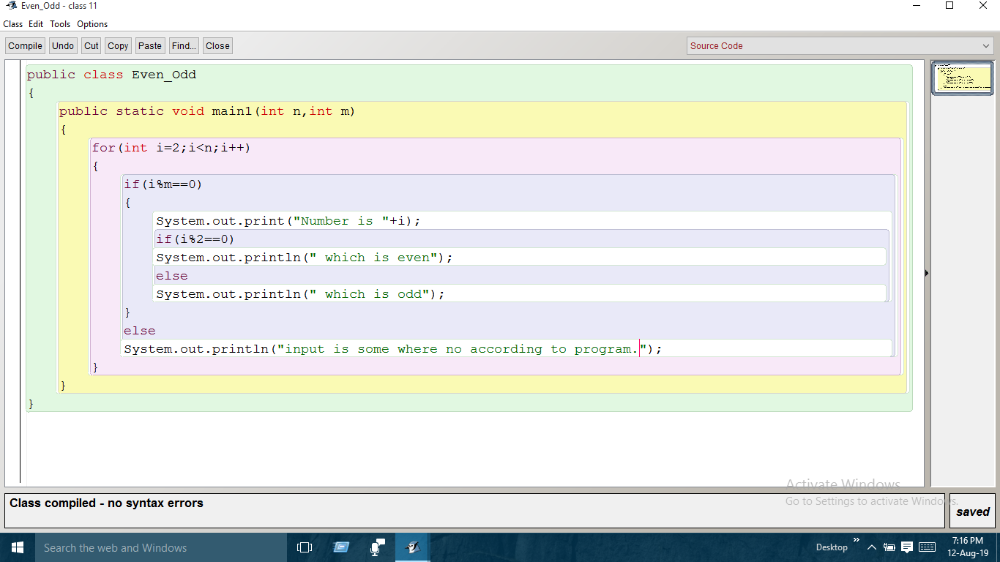 Even_Odd - class 11
Class Edit Tools Options
Compile Undo Cut Copy Paste Find... Close Source Code
public class Even_Odd
{
public static void main1(int n,int m)
{
for(int i=2;i<n;i++)
{
if(i%m==0)
{
System.out.print("Number is "+i);
if(i%2==0)
System.out.println(" which is even");
else
System.out.println(" which is odd");
}
else
System.out.println("input is some where no according to program.");
}
}
}
Activate Windows
Go to Settings to activate Windows.
Class compiled - no syntax errors
saved
Search the web and Windows
Desktop
7:16 PM
12-Aug-19